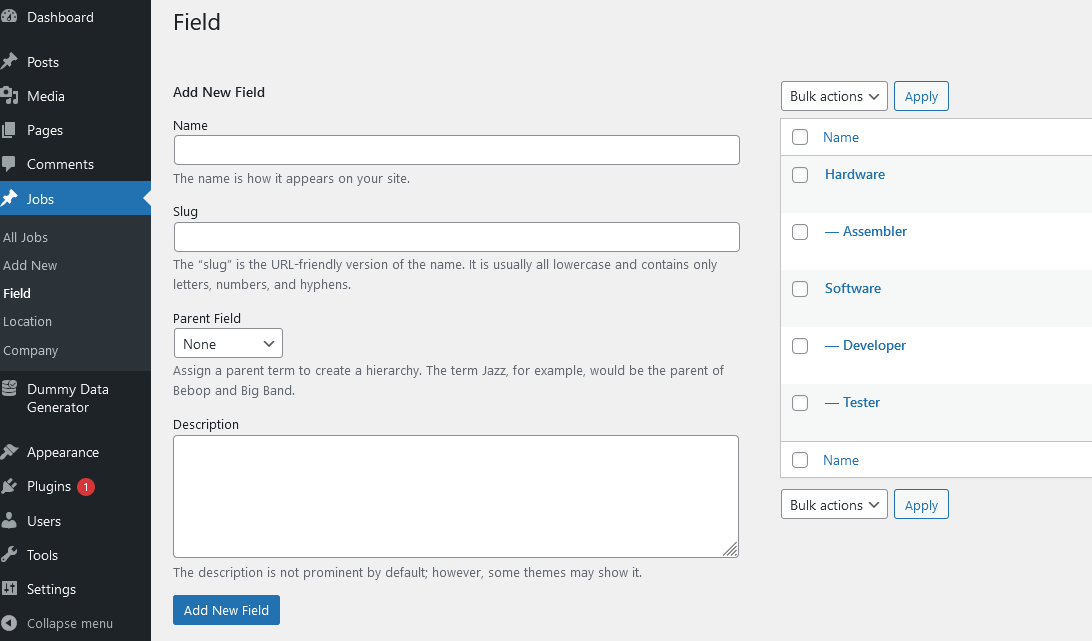 Dashboard
Posts
Media
Pages
Comments
Jobs
All Jobs
Add New
Field
Location
Company
Dummy Data
Generator
Appearance
Plugins 1
Users
Tools
Settings
Collapse menu
Field
Add New Field
Name
The name is how it appears on your site.
Slug
The “slug” is the URL-friendly version of the name. It is usually all lowercase and contains only
letters, numbers, and hyphens.
Parent Field
None
Assign a parent term to create a hierarchy. The term Jazz, for example, would be the parent of
Bebop and Big Band.
Description
The description is not prominent by default; however, some themes may show it.
Add New Field
Bulk actions Apply
Name
Hardware
— Assembler
Software
— Developer
— Tester
Name
Bulk actions Apply